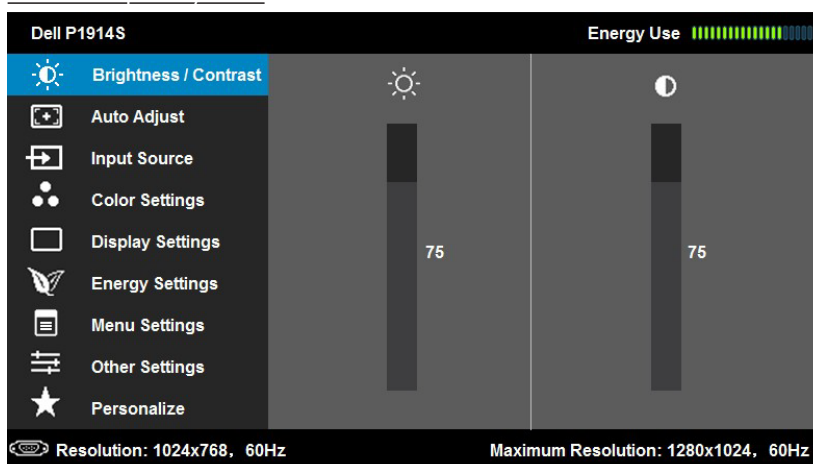 Dell P1914S
Energy Use
Brightness / Contrast
Auto Adjust
Input Source
Color Settings
Display Settings
Energy Settings
Menu Settings
Other Settings
Personalize
75
75
Resolution: 1024x768, 60Hz
Maximum Resolution: 1280x1024, 60Hz